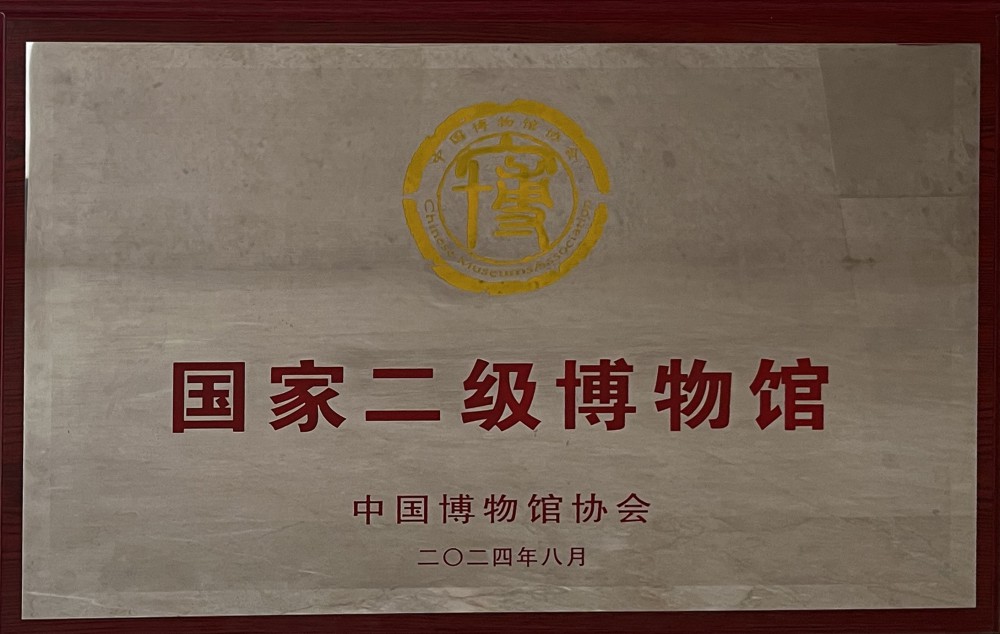 中国博物馆协会
博
Chinese Museums Association
国家二级博物馆
中国博物馆协会
二〇二四年八月